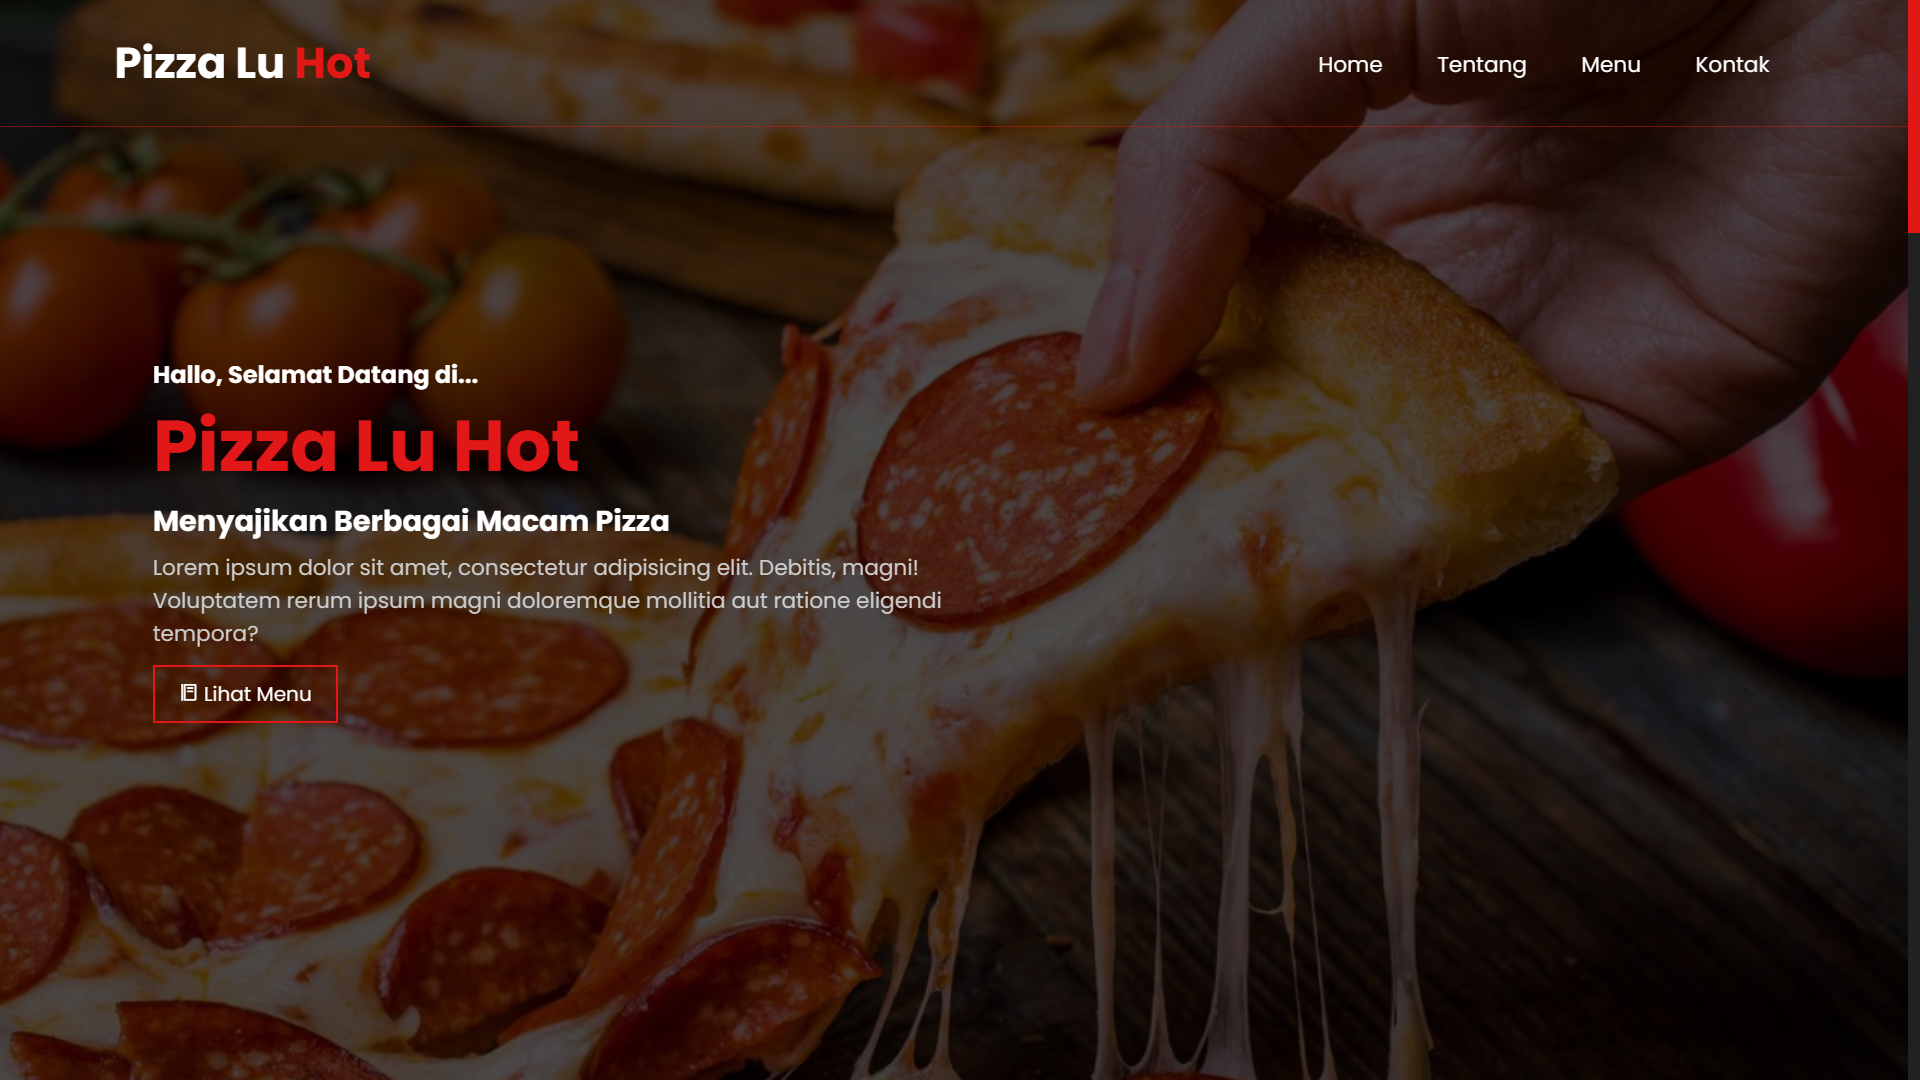 Pizza Lu Hot
Home Tentang Menu Kontak
Hallo, Selamat Datang di...
Pizza Lu Hot
Menyajikan Berbagai Macam Pizza
Lorem ipsum dolor sit amet, consectetur adipisicing elit. Debitis, magni!
Voluptatem rerum ipsum magni doloremque mollitia aut ratione eligendi
tempora?
Lihat Menu